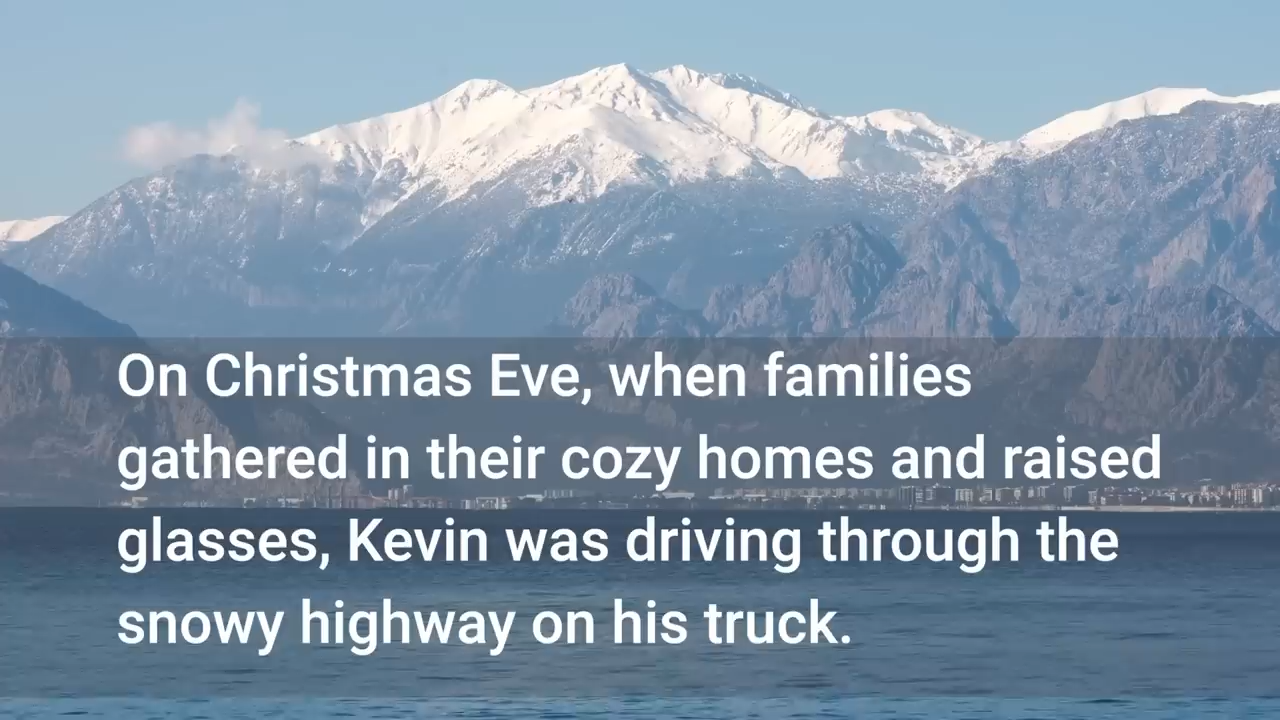 On Christmas Eve, when families
gathered in their cozy homes and raised
glasses, Kevin was driving through the
snowy highway on his truck.